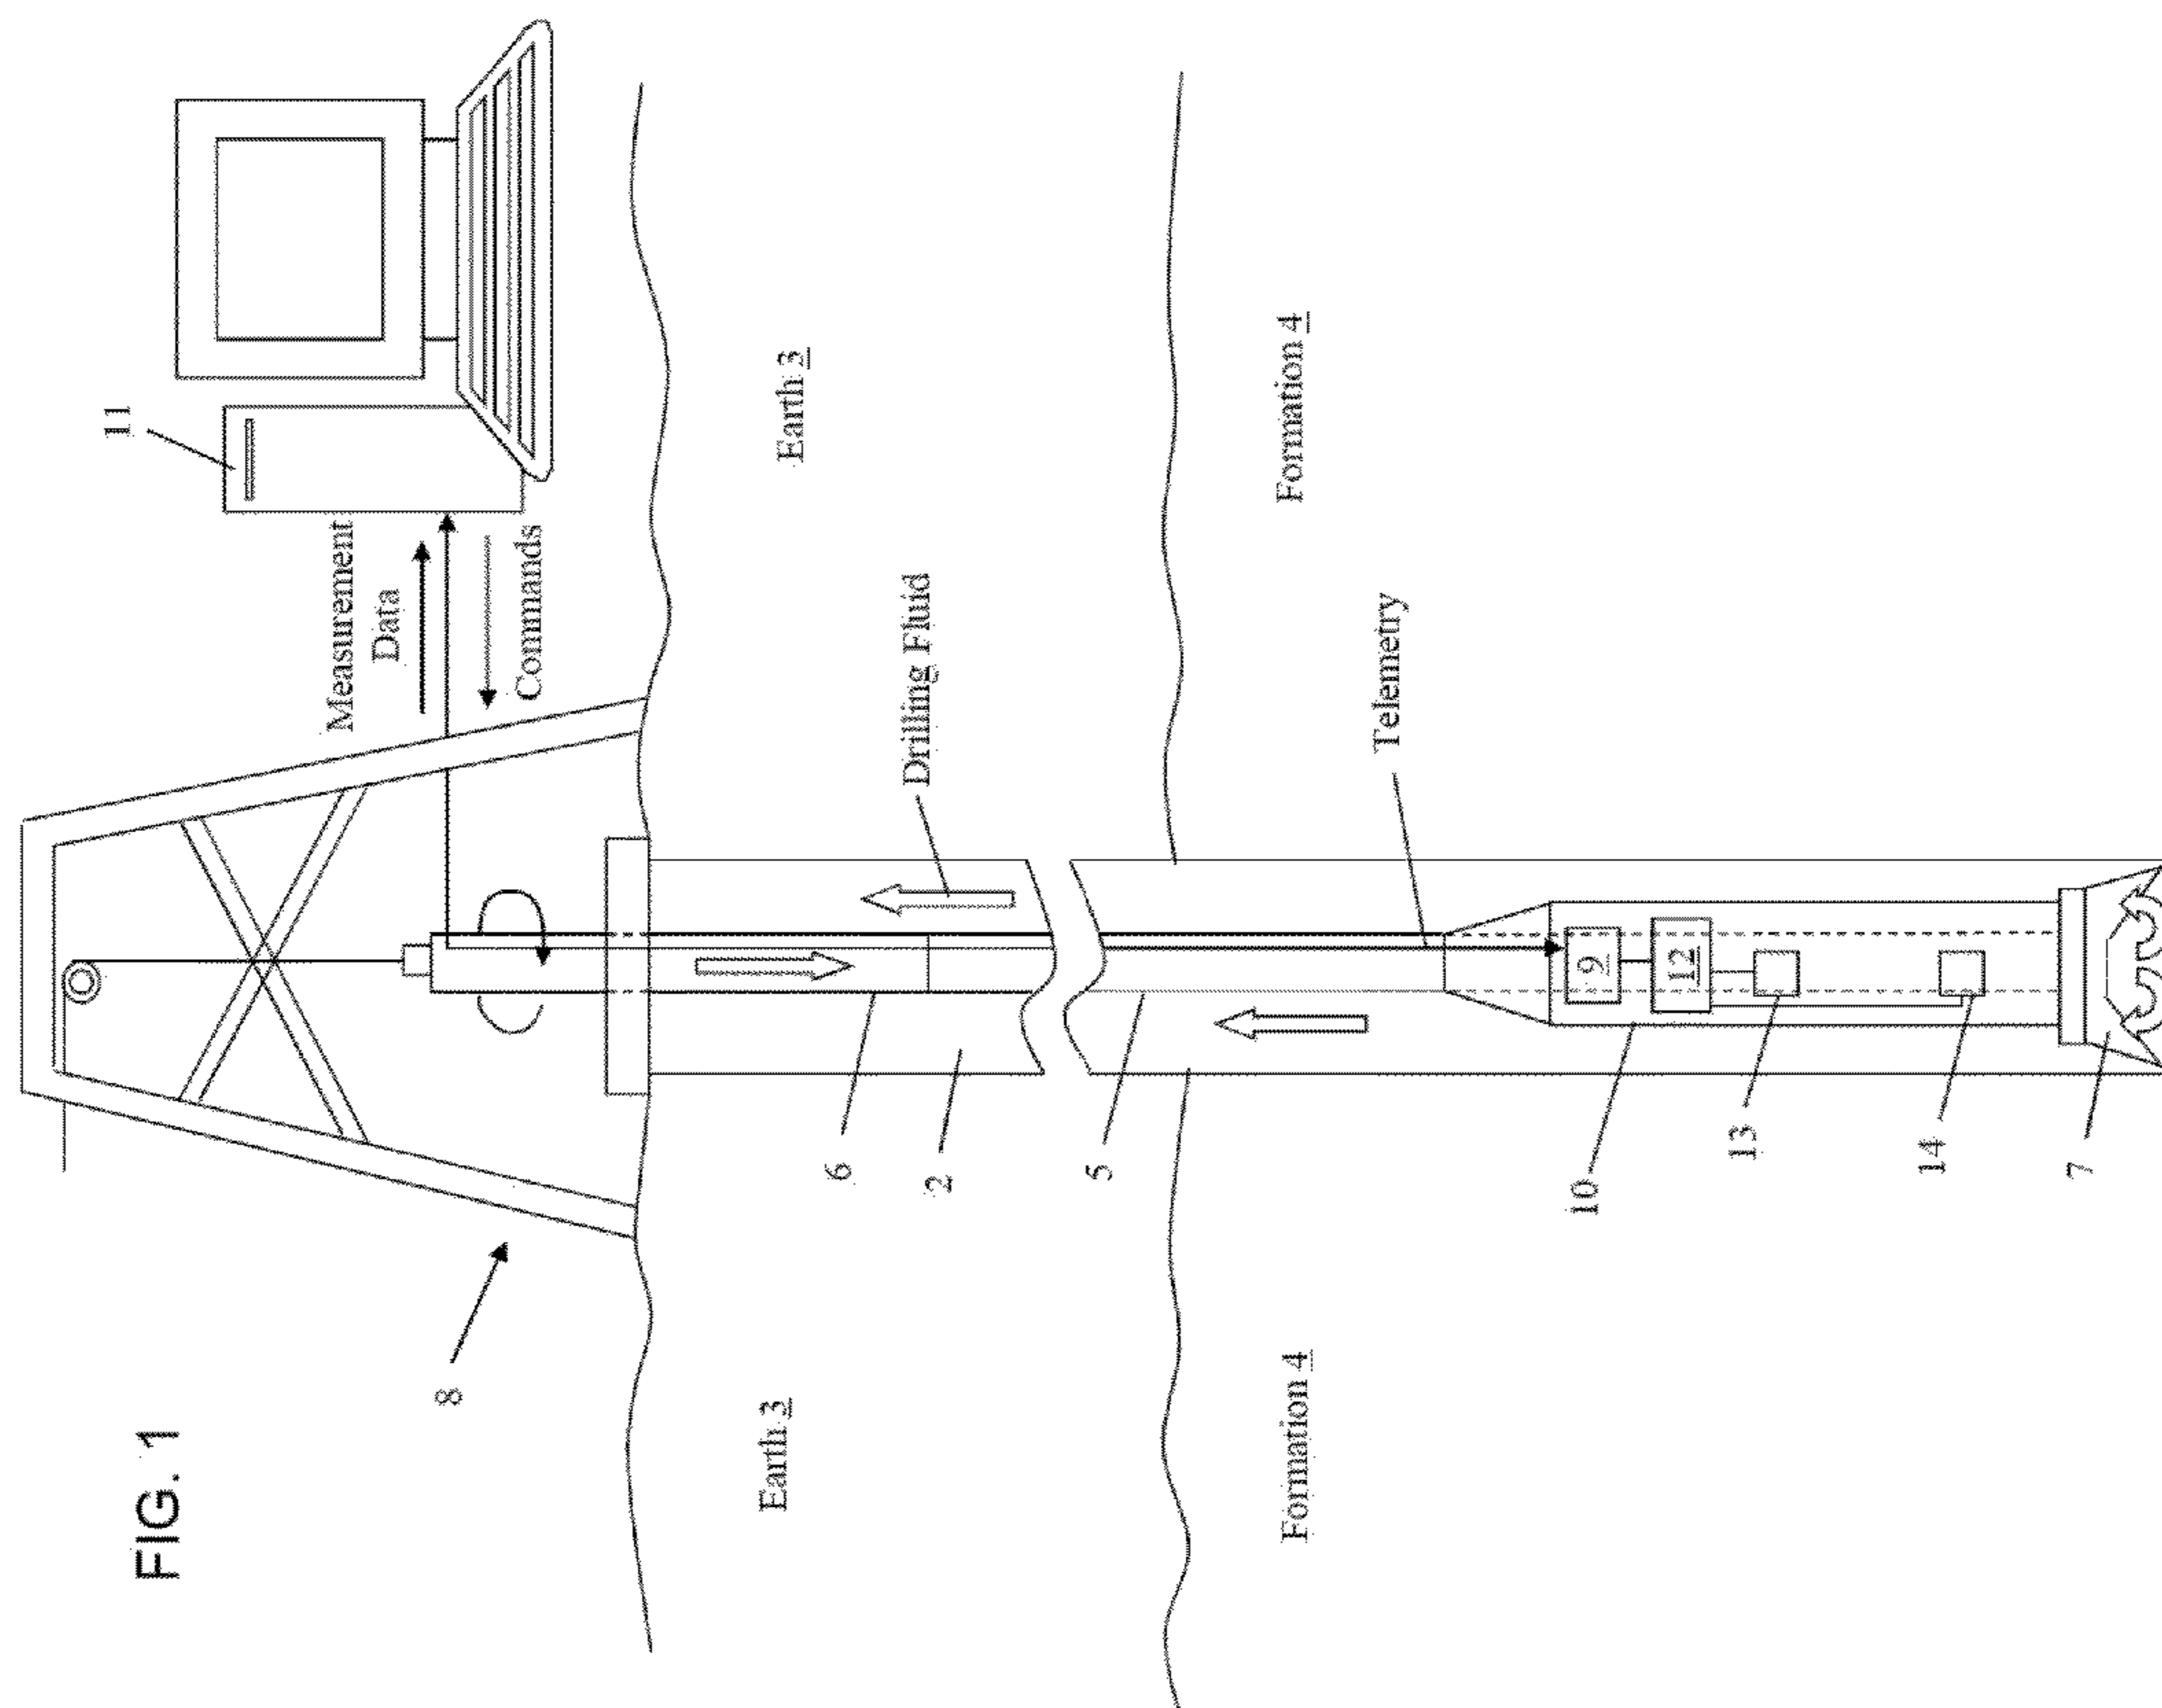 FIG. 1
8
11
Measurement
Data
Commands
Earth 3
Earth 3
Drilling Fluid
6
2
5
Formation 4
Formation 4
Telemetry
9
12
10
13
14
7